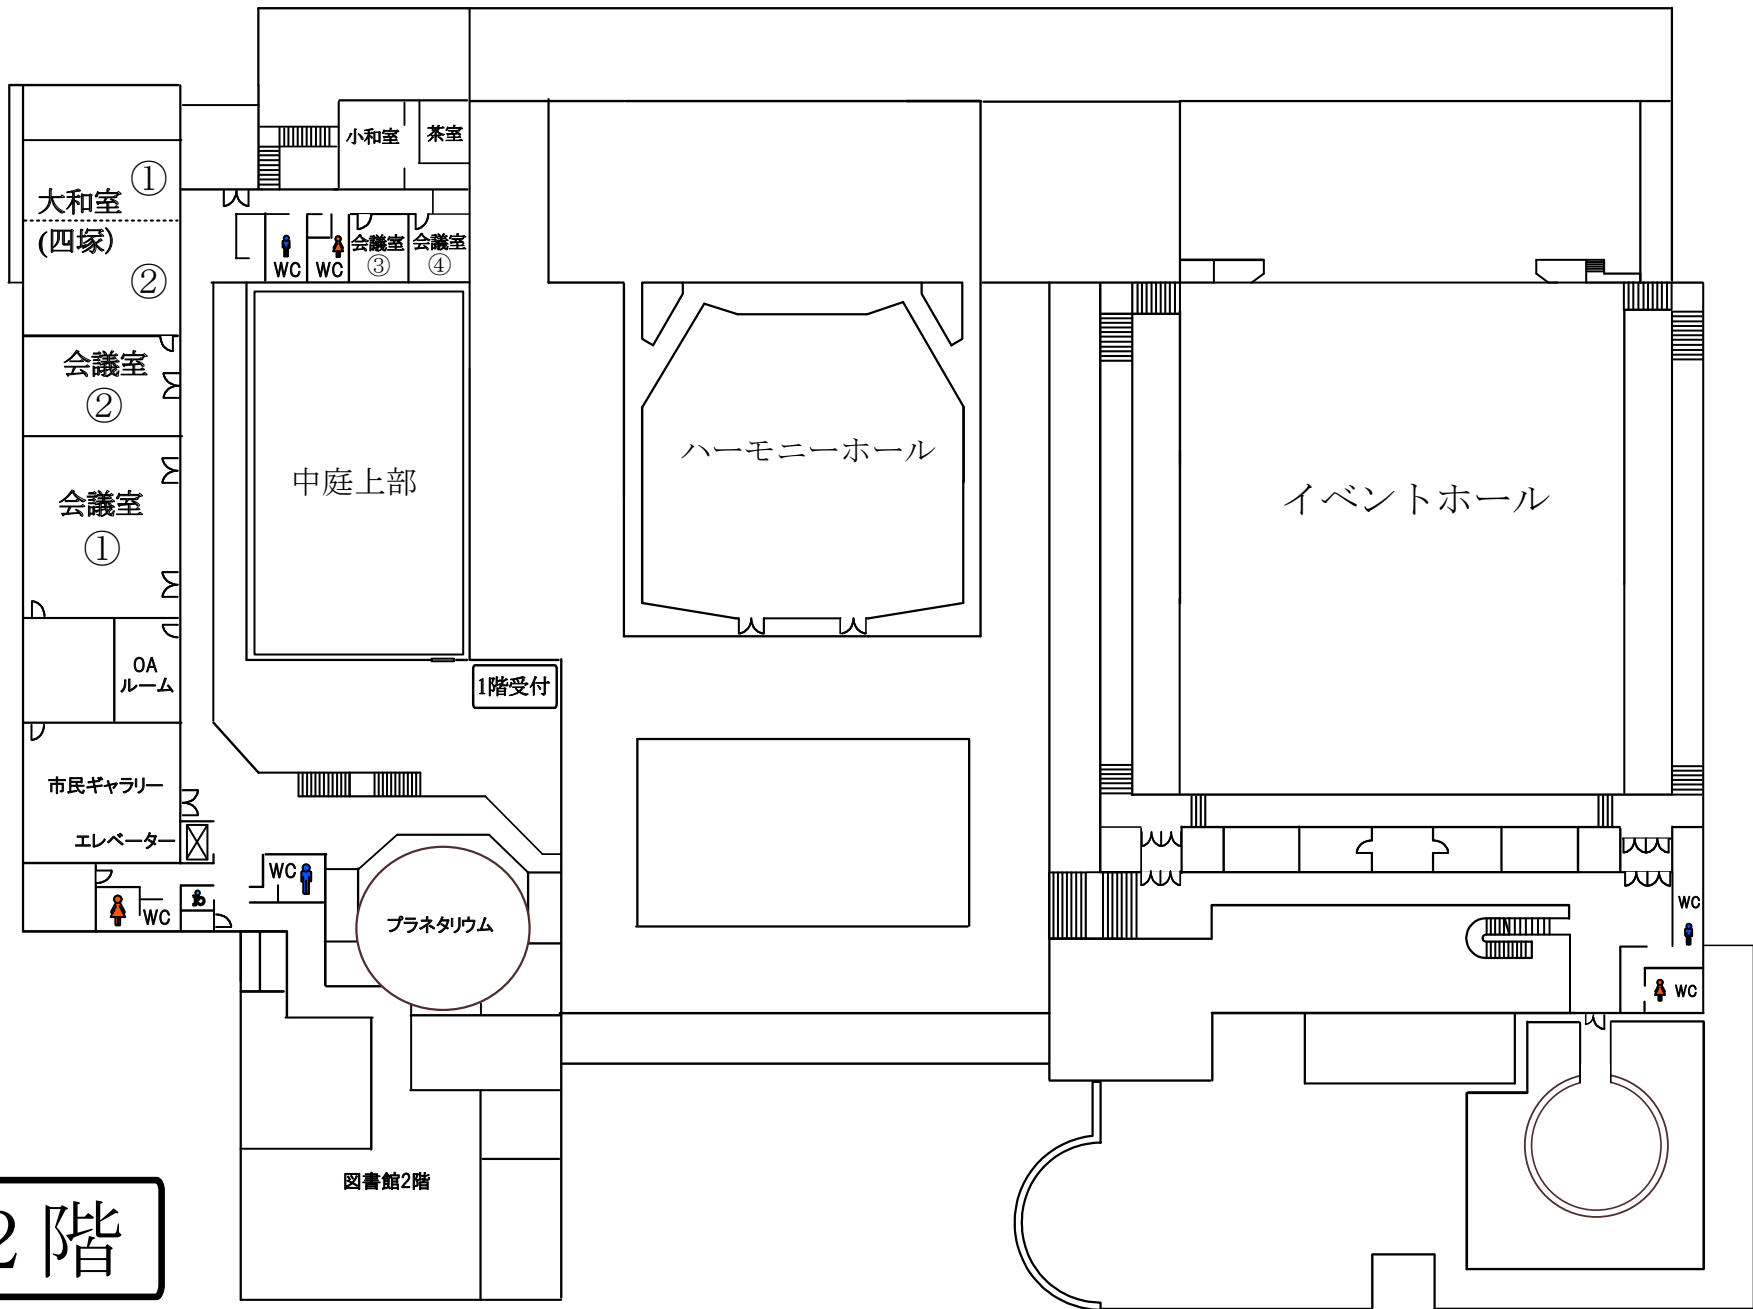 小和室
茶室
①
大和室
(四塚)
②
WC
WC
会議室
③
会議室
④
会議室
②
会議室
①
中庭上部
ハーモニーホール
イベントホール
OA
ルーム
1階受付
市民ギャラリー
エレベーター
WC
WC
プラネタリウム
WC
WC
図書館2階
2階